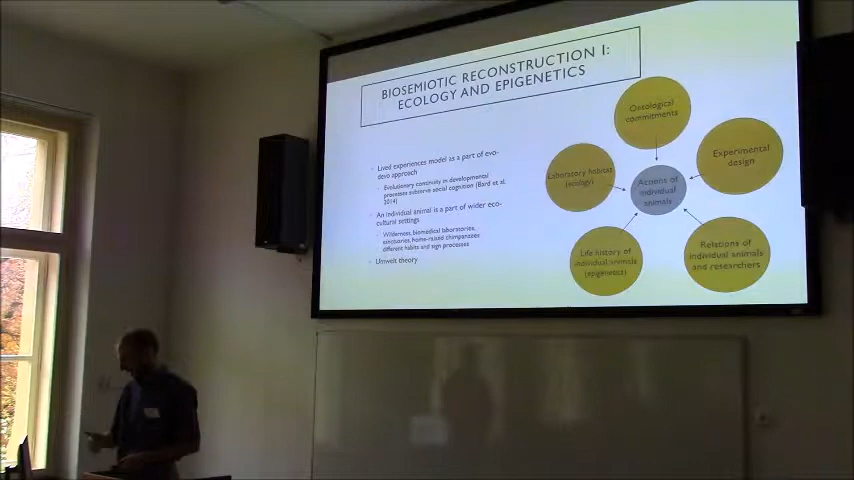 BIOSEMIOTIC RECONSTRUCTION I:
ECOLOGY AND EPIGENETICS
Lived experiences model as a part of evo-
devo approach
Evolutionary continuity in developmental
processes subserve social cognition (Bard et al.
2014)
An individual animal is a part of wider eco-
cultural settings
Wilderness, biomedical laboratories,
sanctuaries, home-raised chimpanzees
different habits and sign processes
Umwelt theory
Ontological
commitments
Experimental
design
Relations of
individual animals
and researchers
Life history of
individual animals
(epigenetics)
Laboratory habitat
(ecology)
Actions of
individual
animals